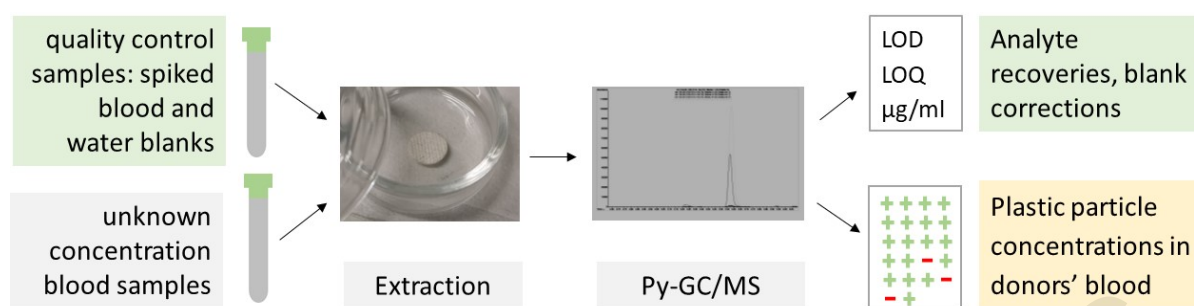 quality control
samples: spiked
blood and
water blanks
unknown
concentration
blood samples
Extraction
Py-GC/MS
LOD
LOQ
µg/ml
Analyte
recoveries, blank
corrections
++++
++++
++++
++-+
+++-
-+
Plastic particle
concentrations in
donors’ blood